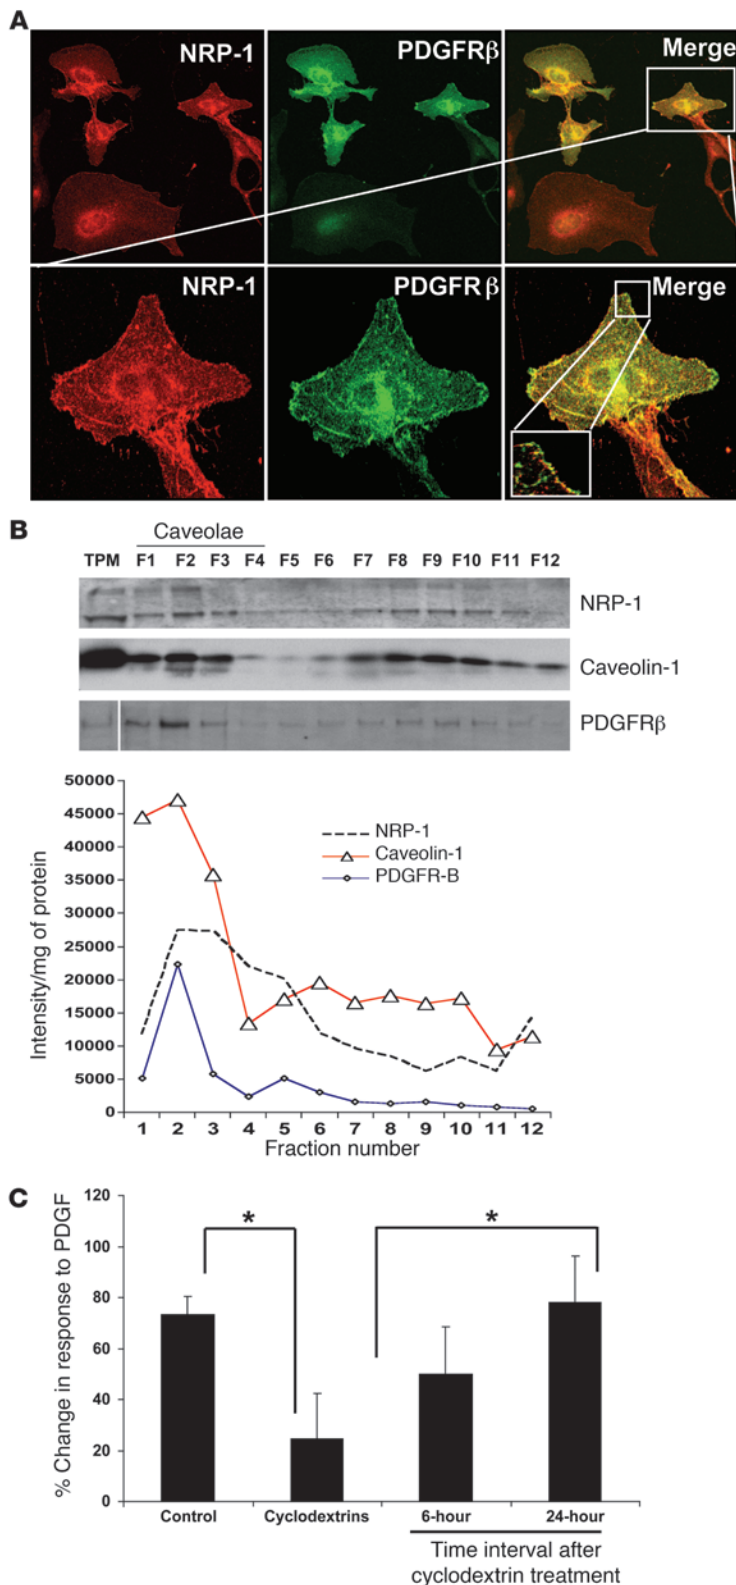 A
NRP-1 PDGFRβ Merge
NRP-1 PDGFR β Merge
B
Caveolae
TPM F1 F2 F3 F4 F5 F6 F7 F8 F9 F10 F11 F12
NRP-1
Caveolin-1
PDGFRβ
Intensity/mg of protein
50000
45000
40000
35000
30000
25000
20000
15000
10000
5000
0
NRP-1
Caveolin-1
PDGFR-B
1 2 3 4 5 6 7 8 9 10 11 12
Fraction number
C
% Change in response to PDGF
120
100
80
60
40
20
0
* *
Control Cyclodextrins 6-hour 24-hour
Time interval after
cyclodextrin treatment